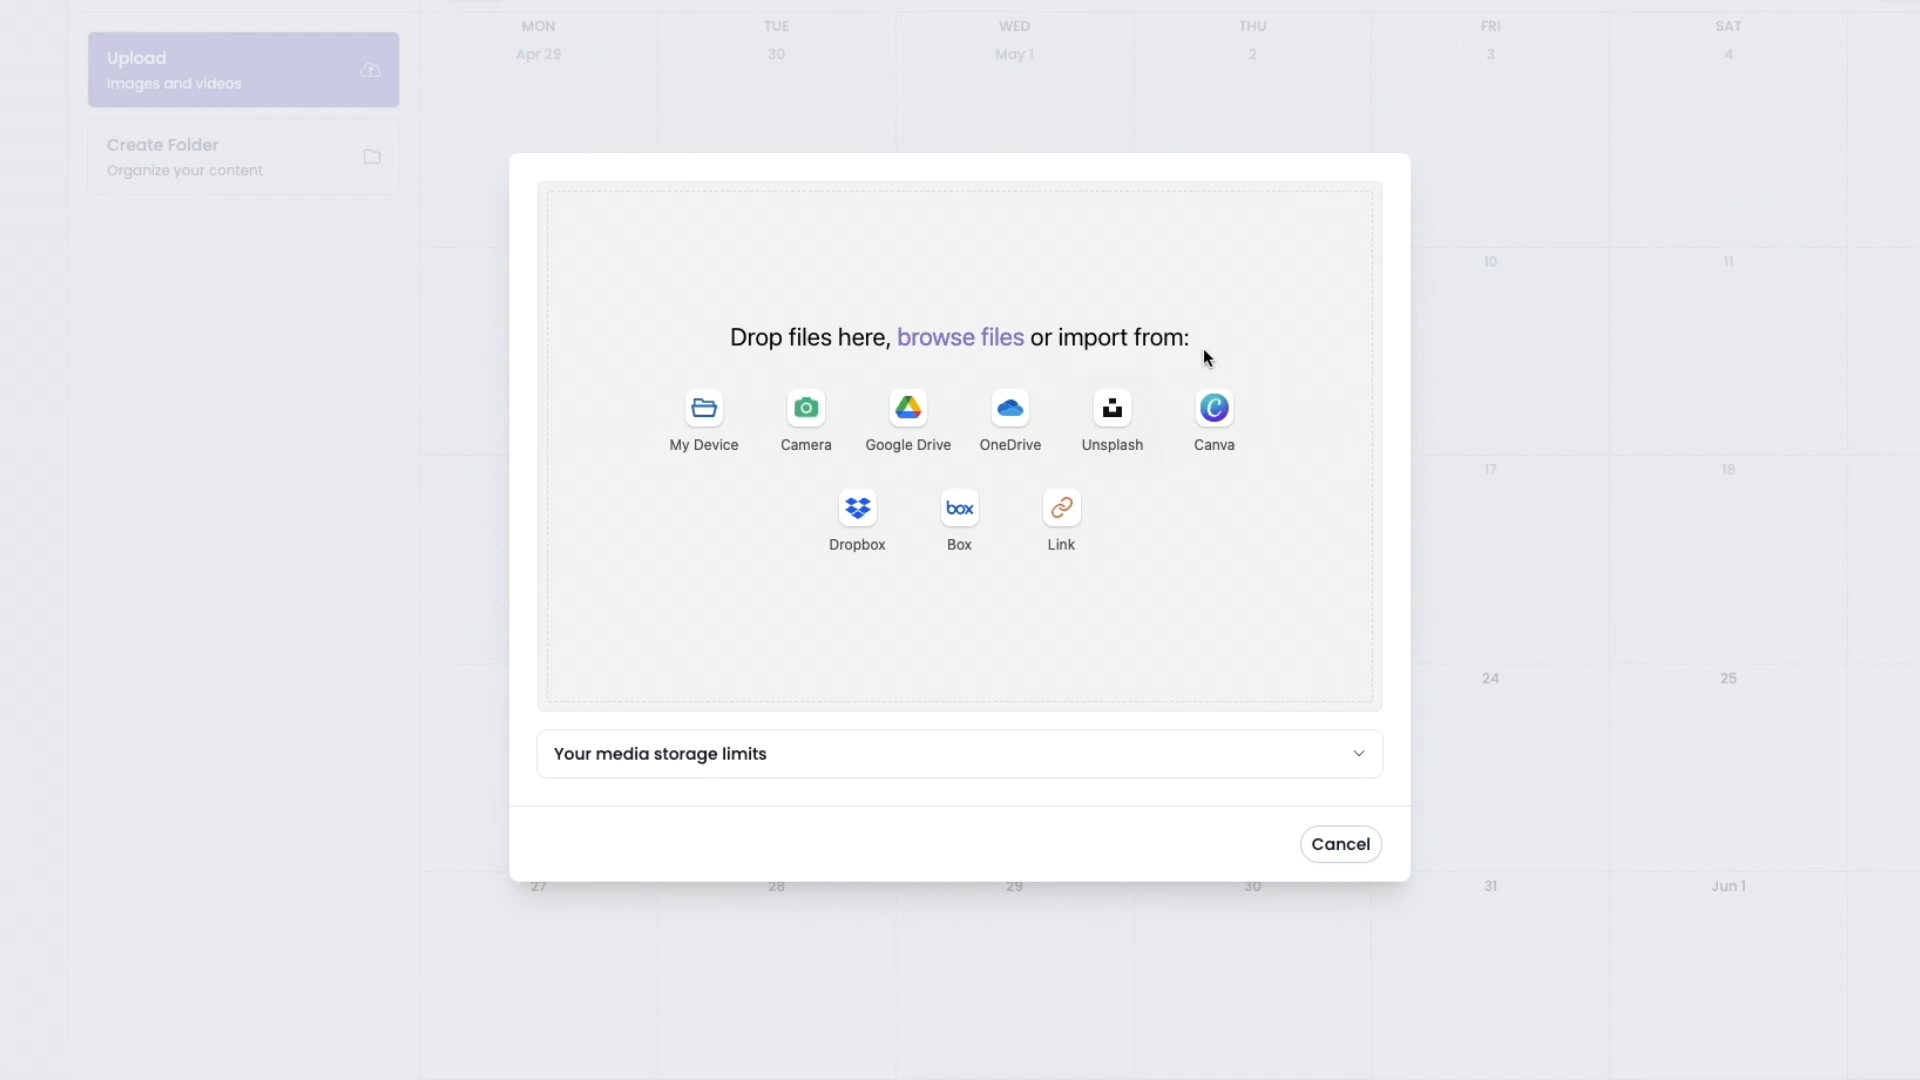 MON TUE WED THU FRI SAT
Apr 29 30 May 1 2 3 4
Upload
Images and videos
Create Folder
Organize your content
10 11
Drop files here, browse files or import from:
My Device Camera Google Drive OneDrive Unsplash Canva
17 18
box
Dropbox Box Link
24 25
Your media storage limits
Cancel
27 28 29 30 31 Jun 1